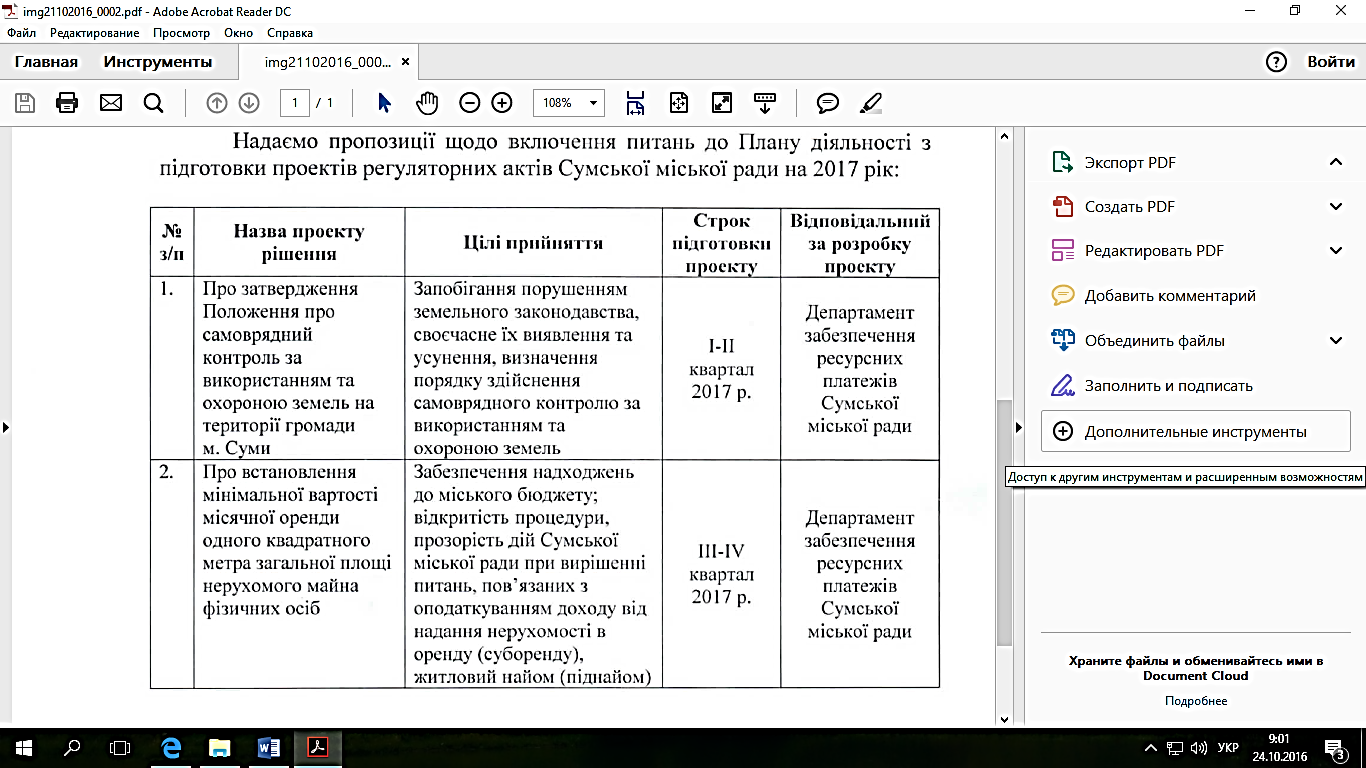 img21102016_0002.pdf - Adobe Acrobat Reader DC
Файл Редактирование Просмотр Окно Справка
Главная Инструменты img21102016_000... × Войти
1 / 1 108%
Надаємо пропозиції щодо включення питань до Плану діяльності з
підготовки проектів регуляторних актів Сумської міської ради на 2017 рік:
№
з/п
Назва проекту
рішення
Цілі прийняття
Строк
підготовки
проекту
Відповідальний
за розробку
проекту
1.
Про затвердження
Положення про
самоврядний
контроль за
використанням та
охороною земель на
території громади
м. Суми
Запобігання порушенням
земельного законодавства,
своєчасне їх виявлення та
усунення, визначення
порядку здійснення
самоврядного контролю за
використанням та
охороною земель
I-II
квартал
2017 р.
Департамент
забезпечення
ресурсних
платежів
Сумської
міської ради
2.
Про встановлення
мінімальної вартості
місячної оренди
одного квадратного
метра загальної площі
нерухомого майна
фізичних осіб
Забезпечення надходжень
до міського бюджету;
відкритість процедури,
прозорість дій Сумської
міської ради при вирішенні
питань, пов’язаних з
оподаткуванням доходу від
надання нерухомості в
оренду (суборенду),
житловий найом (піднайом)
III-IV
квартал
2017 р.
Департамент
забезпечення
ресурсних
платежів
Сумської
міської ради
Экспорт PDF
Создать PDF
Редактировать PDF
Добавить комментарий
Объединить файлы
Заполнить и подписать
Дополнительные инструменты
Доступ к другим инструментам и расширенным возможностям
Храните файлы и обменивайтесь ими в
Document Cloud
Подробнее
УКР
9:01
24.10.2016
3